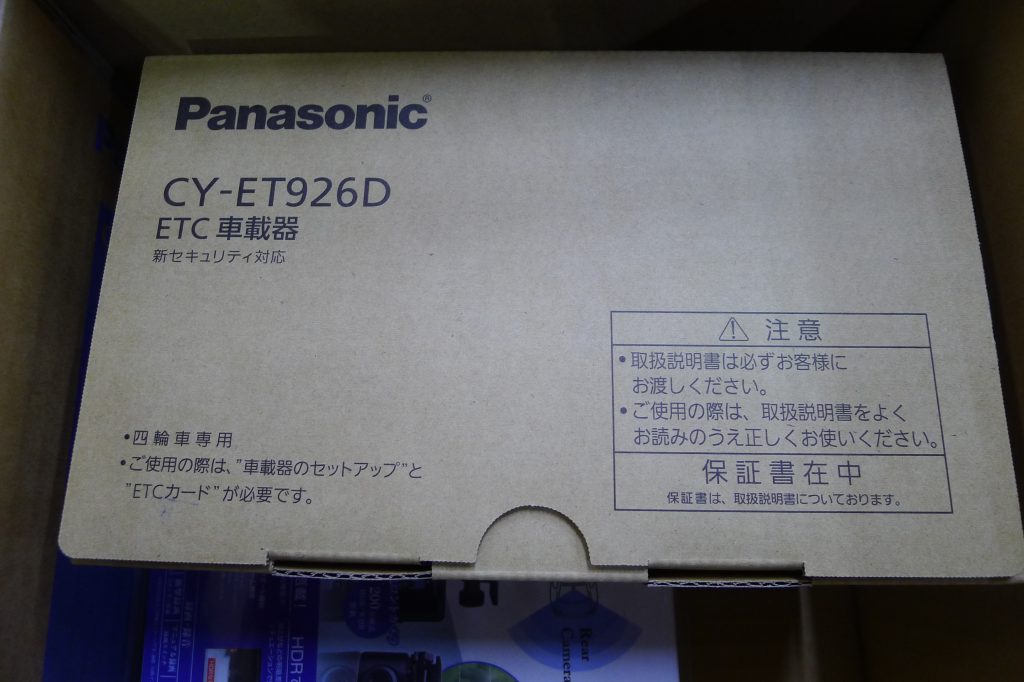 Panasonic®
CY-ET926D
ETC 車載器
新セキュリティ対応
⚠ 注意
•取扱説明書は必ずお客様に
お渡しください。
•ご使用の際は、取扱説明書をよく
お読みのうえ正しくお使いください。
保証書在中
保証書は、取扱説明書についております。
•四輪車専用
•ご使用の際は、"車載器のセットアップ"と
"ETCカード"が必要です。
HDR
200
Rear
Camera